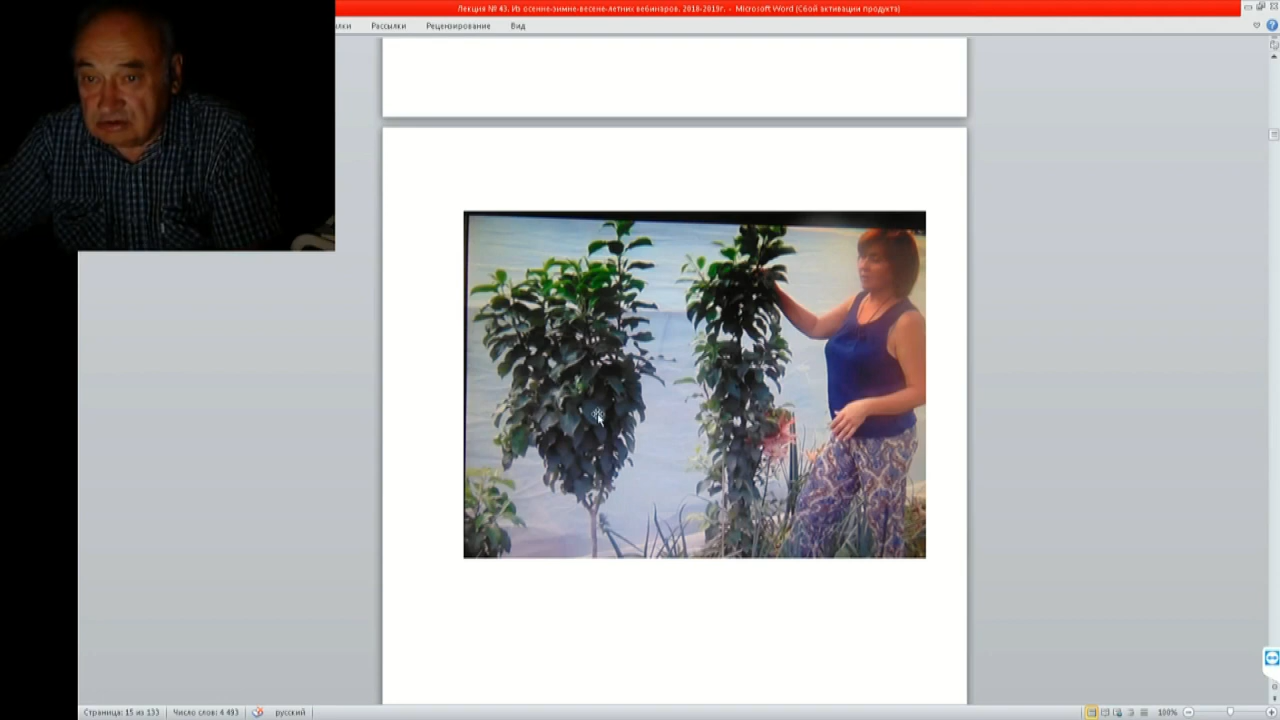 Лекция № 43. Из осенне-зимне-весене-летних вебинаров. 2018-2019г. - Microsoft Word (Сбой активации продукта)
лки Рассылки Рецензирование Вид
Страница: 15 из 133 Число слов: 4 493 русский 100%